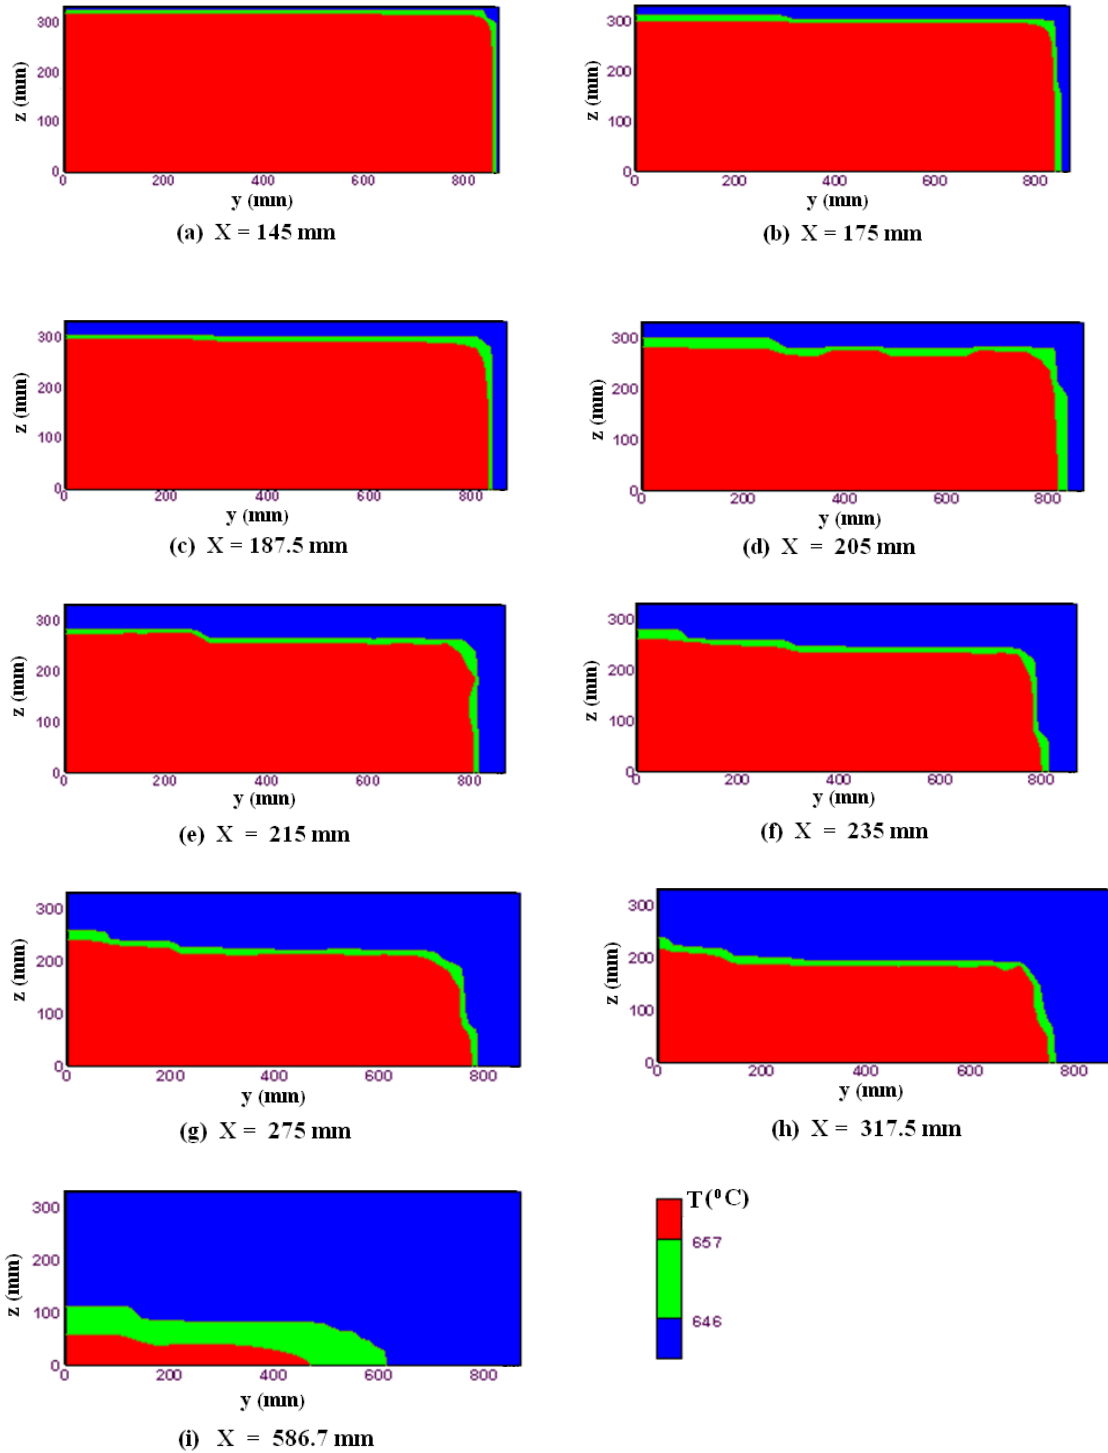 300
200
100
0
z (mm)
0 200 400 600 800
y (mm)
(a) X = 145 mm
300
200
100
0
z (mm)
0 200 400 600 800
y (mm)
(b) X = 175 mm
300
200
100
0
z (mm)
0 200 400 600 800
y (mm)
(c) X = 187.5 mm
300
200
100
0
z (mm)
0 200 400 600 800
y (mm)
(d) X = 205 mm
300
200
100
0
z (mm)
0 200 400 600 800
y (mm)
(e) X = 215 mm
300
200
100
0
z (mm)
0 200 400 600 800
y (mm)
(f) X = 235 mm
300
200
100
0
z (mm)
0 200 400 600 800
y (mm)
(g) X = 275 mm
300
200
100
0
z (mm)
0 200 400 600 800
y (mm)
(h) X = 317.5 mm
300
200
100
0
z (mm)
0 200 400 600 800
y (mm)
(i) X = 586.7 mm
T (⁰ C)
657
646